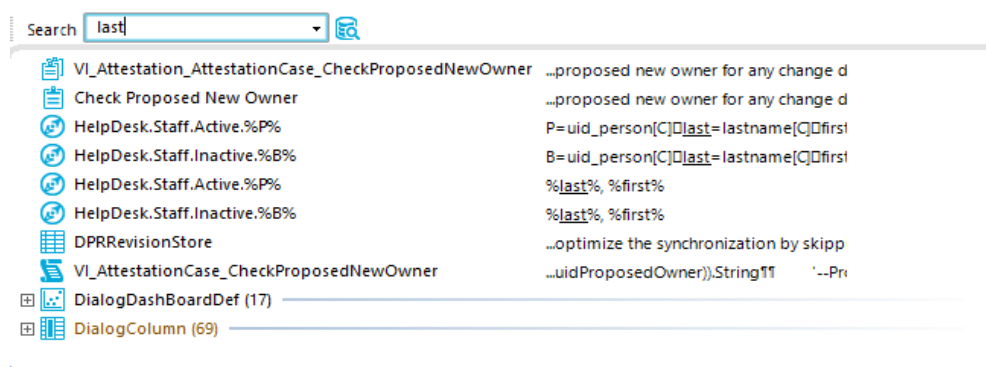 Search last
VI_Attestation_AttestationCase_CheckProposedNewOwner ...proposed new owner for any change d
Check Proposed New Owner ...proposed new owner for any change d
HelpDesk.Staff.Active.%P% P=uid_person[C]▯last=lastname[C]▯first
HelpDesk.Staff.Inactive.%B% B=uid_person[C]▯last=lastname[C]▯first
HelpDesk.Staff.Active.%P% %last%, %first%
HelpDesk.Staff.Inactive.%B% %last%, %first%
DPRRevisionStore ...optimize the synchronization by skipp
VI_AttestationCase_CheckProposedNewOwner ...uidProposedOwner)).String¶¶ '--Pro
DialogDashBoardDef (17)
DialogColumn (69)